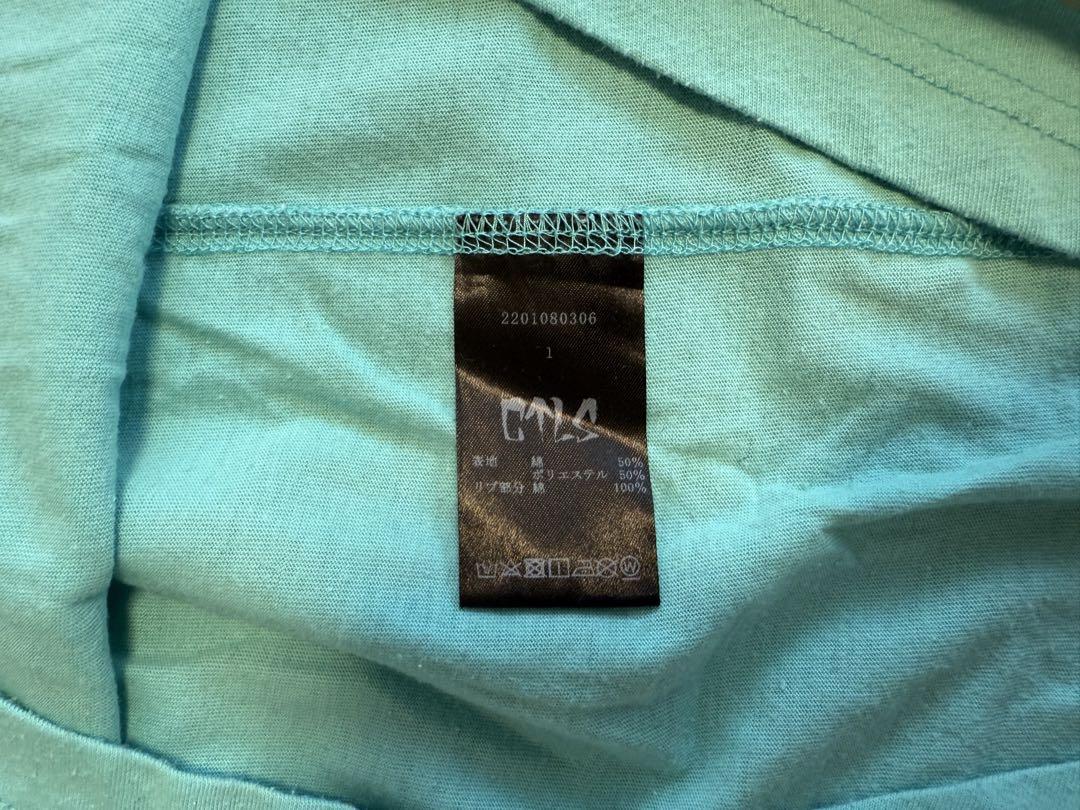 2201080306
1
CTLS
表地 綿 50%
ポリエステル 50%
リブ部分 綿 100%
W